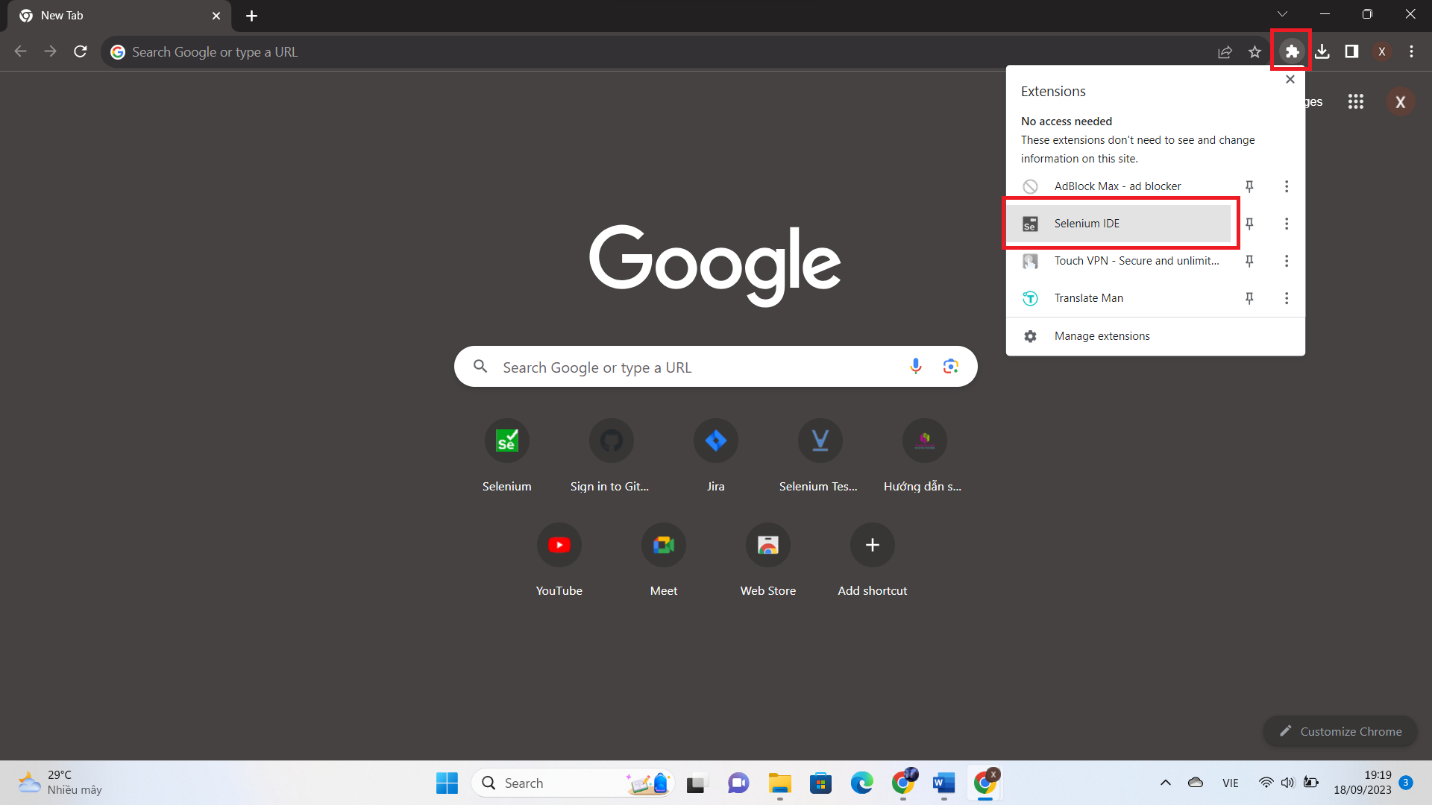 New Tab
Search Google or type a URL
X
Extensions
ges
X
No access needed
These extensions don't need to see and change
information on this site.
AdBlock Max - ad blocker
Se
Selenium IDE
Touch VPN - Secure and unlimit...
Translate Man
Manage extensions
Google
Search Google or type a URL
Se
Selenium
Sign in to Git...
Jira
Selenium Tes...
Hướng dẫn s...
YouTube
Meet
Web Store
Add shortcut
Customize Chrome
29°C
Nhiều mây
Search
W
X
VIE
19:19
18/09/2023
3